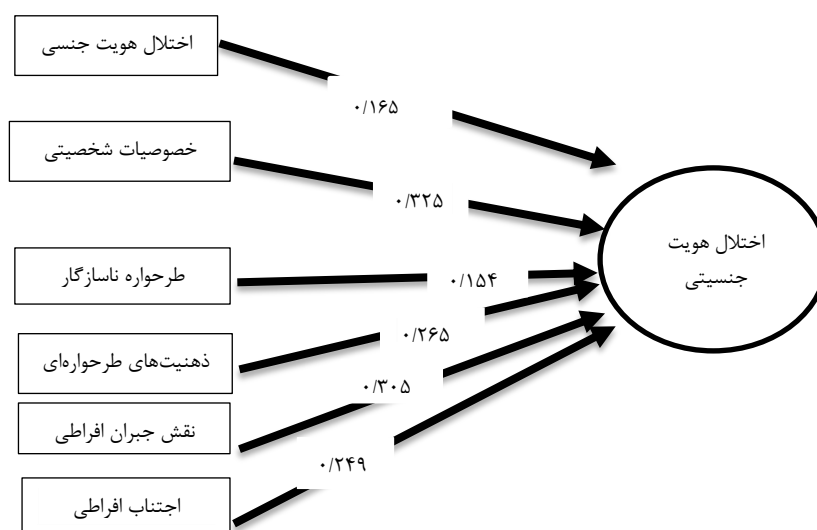 اختلال هویت جنسی
۰/۱۶۵
خصوصیات شخصیتی
۰/۳۲۵
اختلال هویت
جنسیتی
طرحواره ناسازگار
۰/۱۵۴
ذهنیت‌های طرحواره‌ای
۰/۲۶۵
۰/۳۰۵
نقش جبران افراطی
۰/۲۴۹
اجتناب افراطی